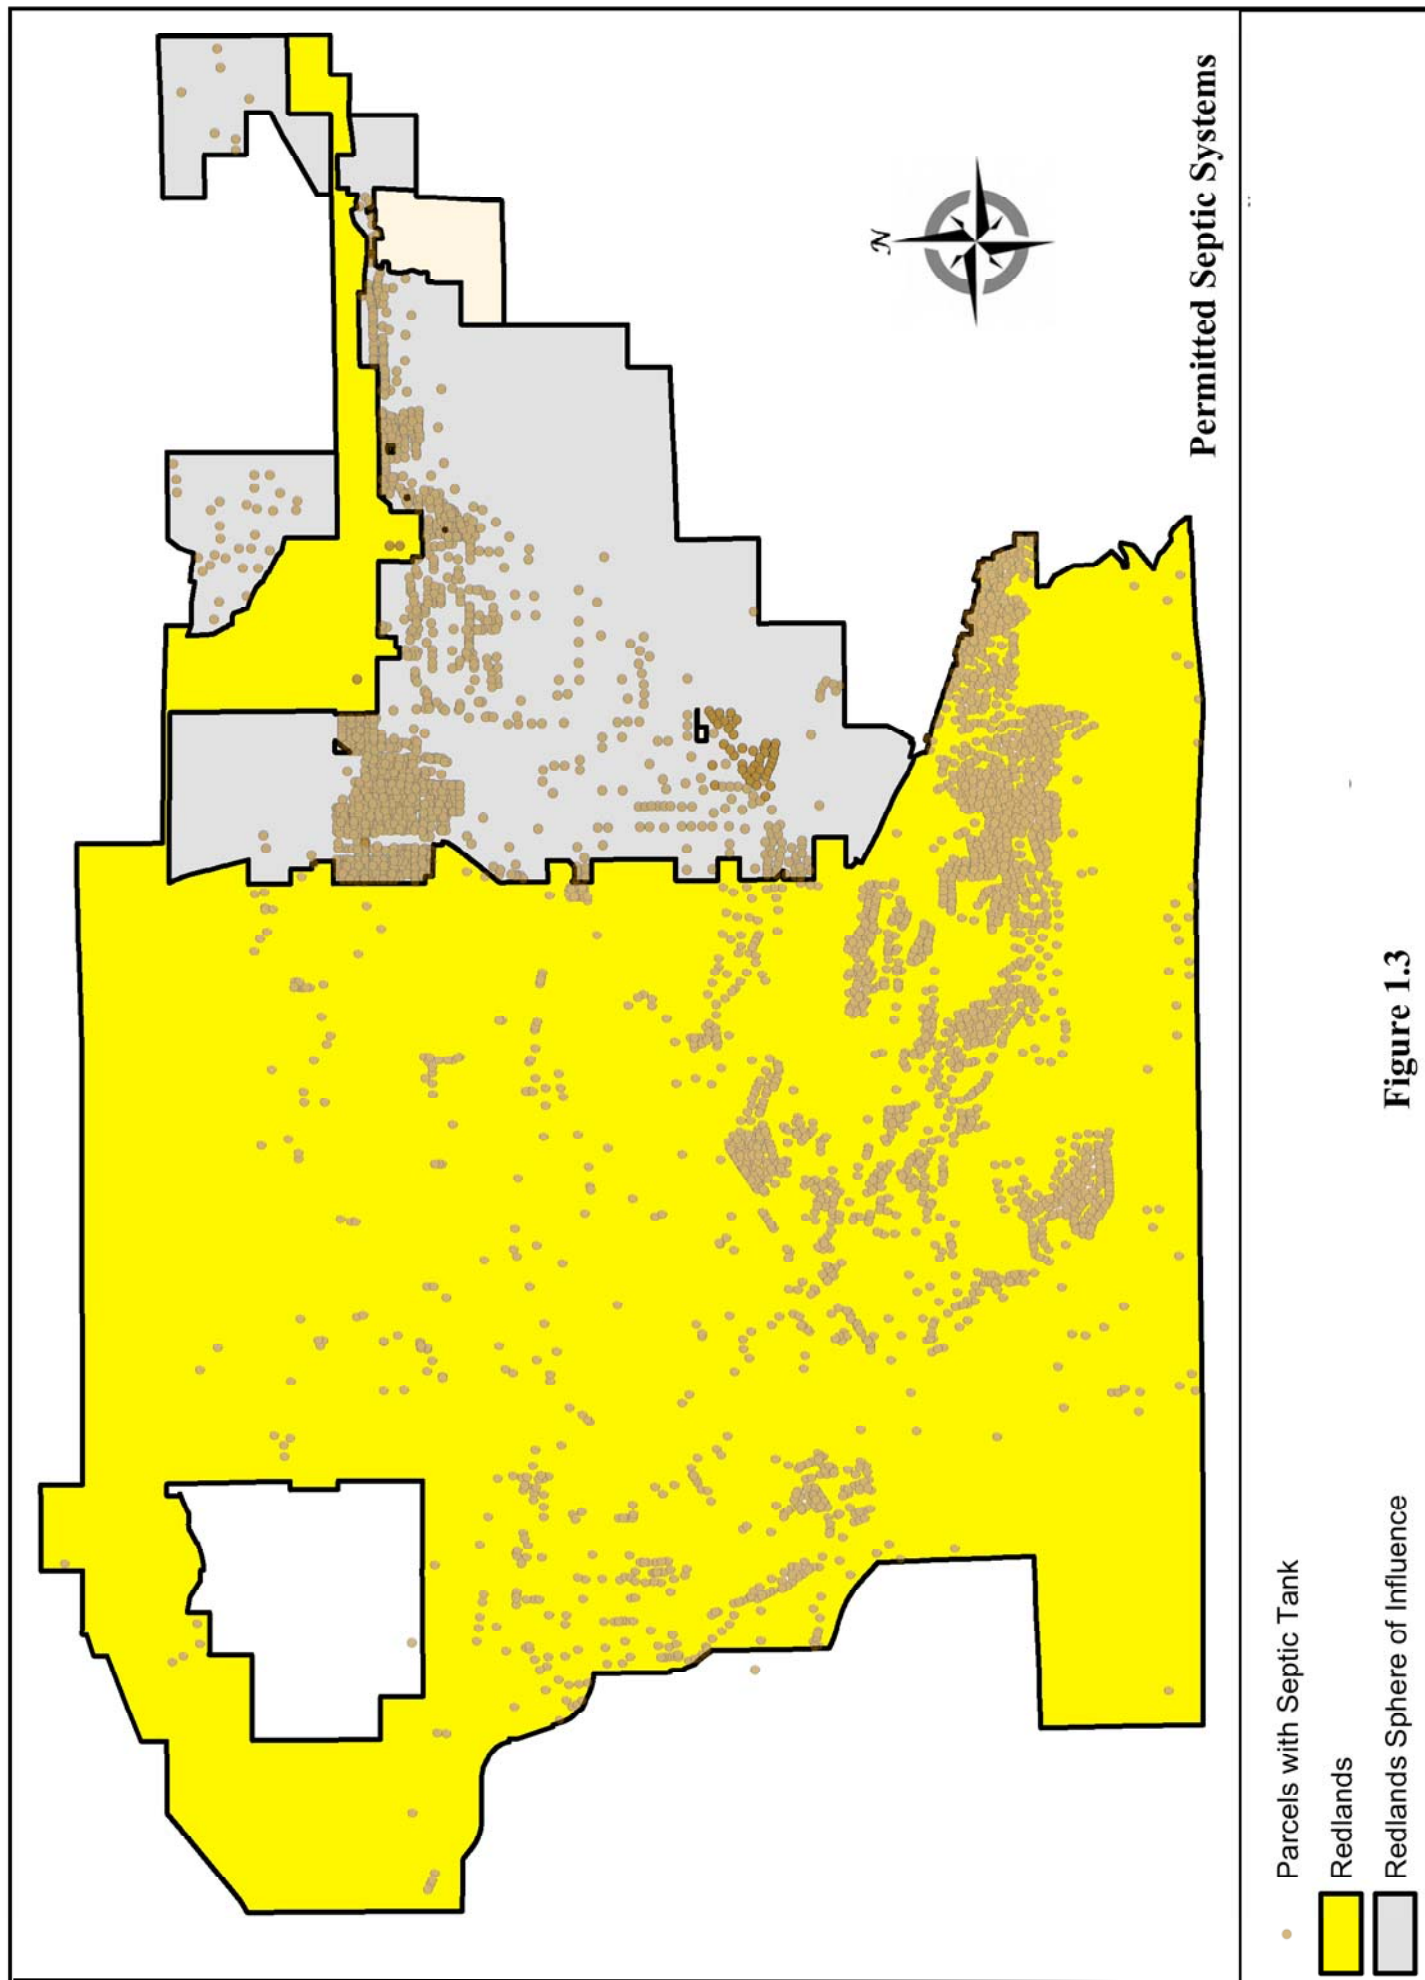 N
Permitted Septic Systems
Parcels with Septic Tank
Redlands
Redlands Sphere of Influence
Figure 1.3